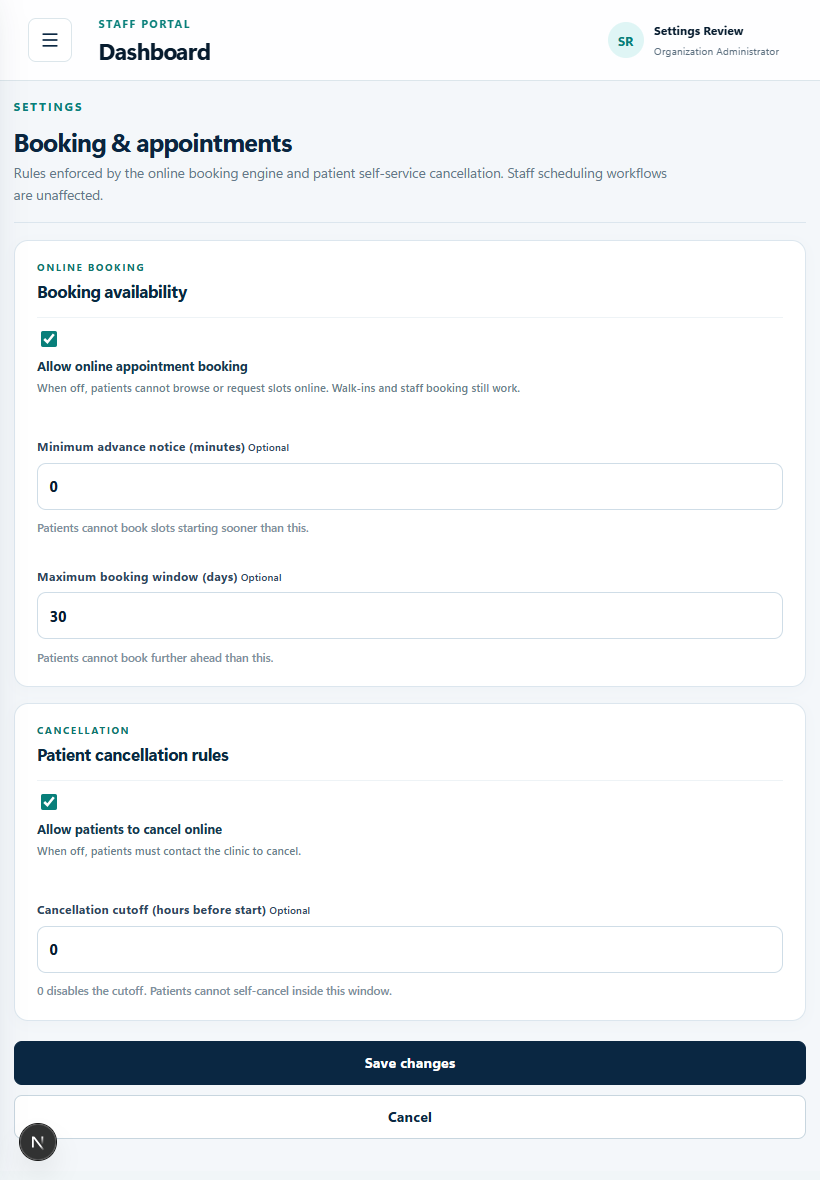 STAFF PORTAL
Dashboard
SR
Settings Review
Organization Administrator
SETTINGS
Booking & appointments
Rules enforced by the online booking engine and patient self-service cancellation. Staff scheduling workflows
are unaffected.
ONLINE BOOKING
Booking availability
Allow online appointment booking
When off, patients cannot browse or request slots online. Walk-ins and staff booking still work.
Minimum advance notice (minutes) Optional
0
Patients cannot book slots starting sooner than this.
Maximum booking window (days) Optional
30
Patients cannot book further ahead than this.
CANCELLATION
Patient cancellation rules
Allow patients to cancel online
When off, patients must contact the clinic to cancel.
Cancellation cutoff (hours before start) Optional
0
0 disables the cutoff. Patients cannot self-cancel inside this window.
Save changes
Cancel
N